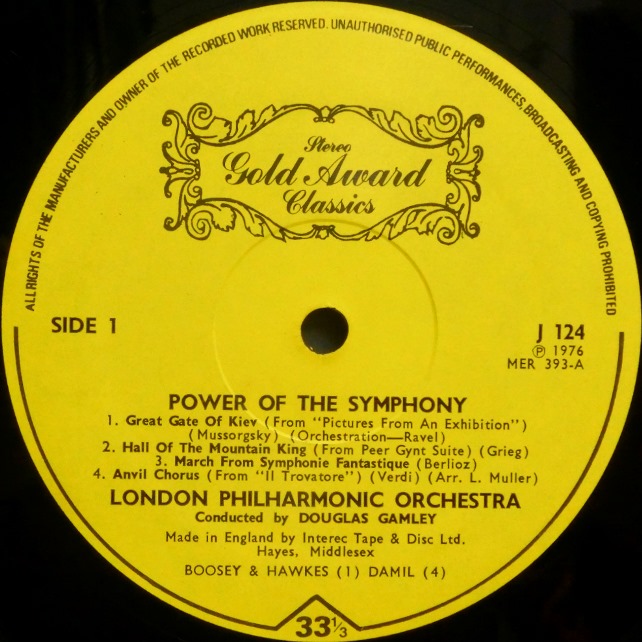 ALL RIGHTS OF THE MANUFACTURERS AND OWNER OF THE RECORDED WORK RESERVED. UNAUTHORISED PUBLIC PERFORMANCES, BROADCASTING AND COPYING PROHIBITED
Stereo
Gold Award
Classics
SIDE 1
J 124
℗ 1976
MER 393-A
POWER OF THE SYMPHONY
1. Great Gate Of Kiev (From "Pictures From An Exhibition")
(Mussorgsky) (Orchestration—Ravel)
2. Hall Of The Mountain King (From Peer Gynt Suite) (Grieg)
3. March From Symphonie Fantastique (Berlioz)
4. Anvil Chorus (From "Il Trovatore") (Verdi) (Arr. L. Muller)
LONDON PHILHARMONIC ORCHESTRA
Conducted by DOUGLAS GAMLEY
Made in England by Interec Tape & Disc Ltd.
Hayes, Middlesex
BOOSEY & HAWKES (1) DAMIL (4)
33⅓